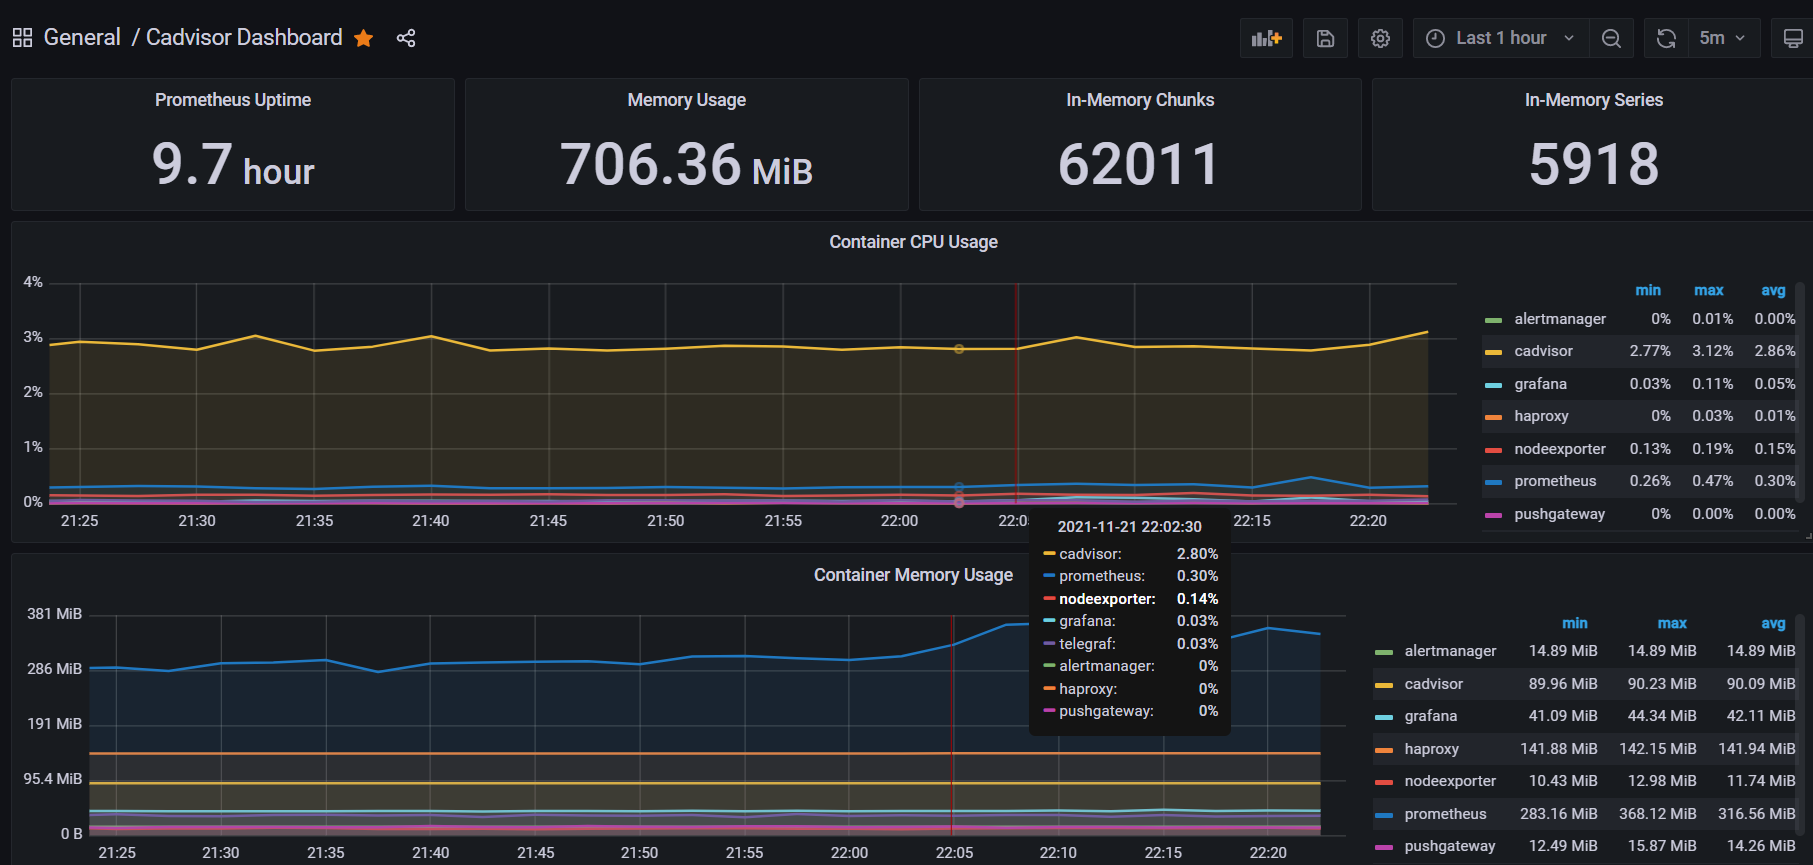 General / Cadvisor Dashboard
Last 1 hour
5m
Prometheus Uptime
9.7 hour
Memory Usage
706.36 MiB
In-Memory Chunks
62011
In-Memory Series
5918
Container CPU Usage
4%
3%
2%
1%
0%
21:25 21:30 21:35 21:40 21:45 21:50 21:55 22:00 22:05 22:15 22:20
min max avg
alertmanager 0% 0.01% 0.00%
cadvisor 2.77% 3.12% 2.86%
grafana 0.03% 0.11% 0.05%
haproxy 0% 0.03% 0.01%
nodeexporter 0.13% 0.19% 0.15%
prometheus 0.26% 0.47% 0.30%
pushgateway 0% 0.00% 0.00%
2021-11-21 22:02:30
cadvisor: 2.80%
prometheus: 0.30%
nodeexporter: 0.14%
grafana: 0.03%
telegraf: 0.03%
alertmanager: 0%
haproxy: 0%
pushgateway: 0%
Container Memory Usage
381 MiB
286 MiB
191 MiB
95.4 MiB
0 B
21:25 21:30 21:35 21:40 21:45 21:50 21:55 22:00 22:05 22:10 22:15 22:20
min max avg
alertmanager 14.89 MiB 14.89 MiB 14.89 MiB
cadvisor 89.96 MiB 90.23 MiB 90.09 MiB
grafana 41.09 MiB 44.34 MiB 42.11 MiB
haproxy 141.88 MiB 142.15 MiB 141.94 MiB
nodeexporter 10.43 MiB 12.98 MiB 11.74 MiB
prometheus 283.16 MiB 368.12 MiB 316.56 MiB
pushgateway 12.49 MiB 15.87 MiB 14.26 MiB